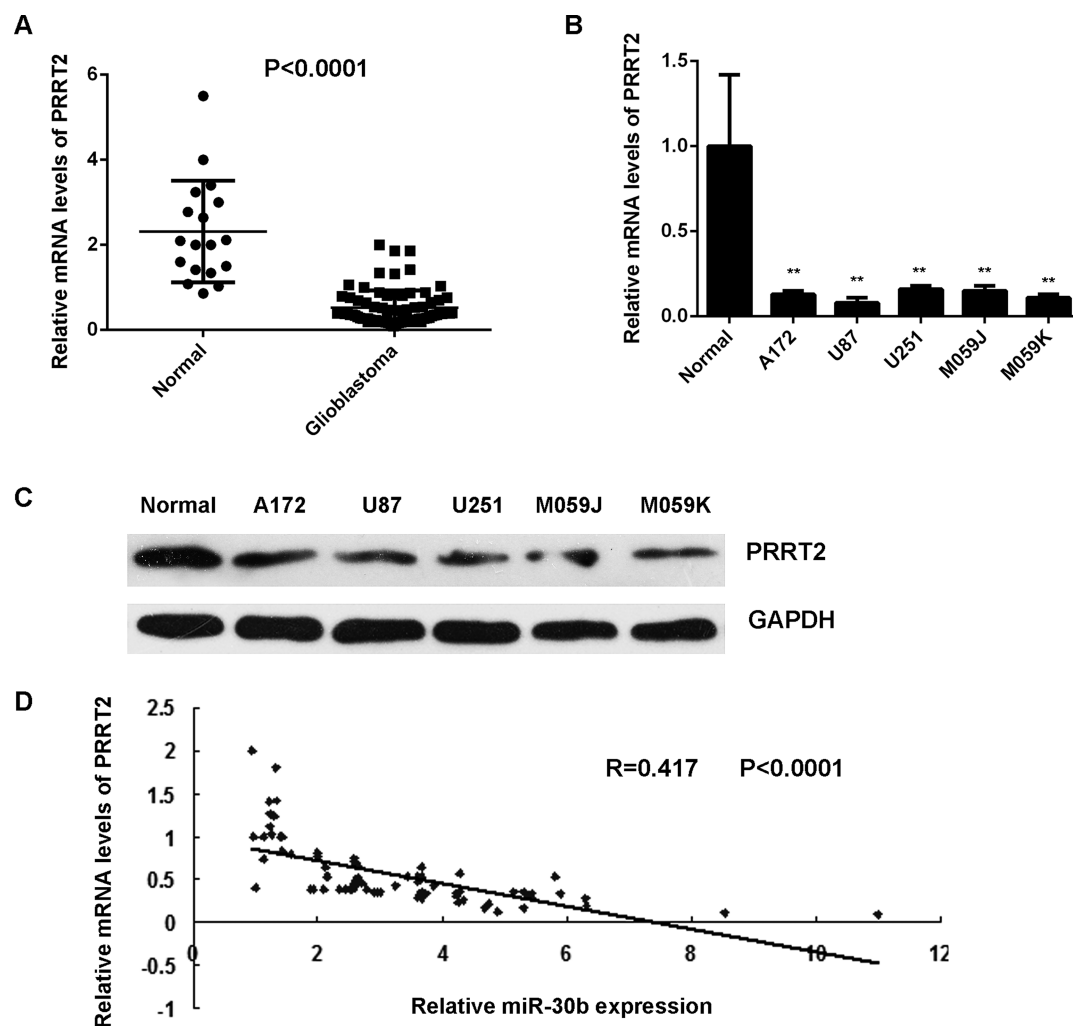 A
Relative mRNA levels of PRRT2
P<0.0001
6
4
2
0
Normal
Glioblastoma
B
Relative mRNA levels of PRRT2
1.5
1.0
0.5
0.0
** ** ** ** **
Normal
A172
U87
U251
M059J
M059K
C
Normal A172 U87 U251 M059J M059K
PRRT2
GAPDH
D
Relative mRNA levels of PRRT2
2.5
2
1.5
1
0.5
0
-0.5
-1
R=0.417 P<0.0001
0 2 4 6 8 10 12
Relative miR-30b expression